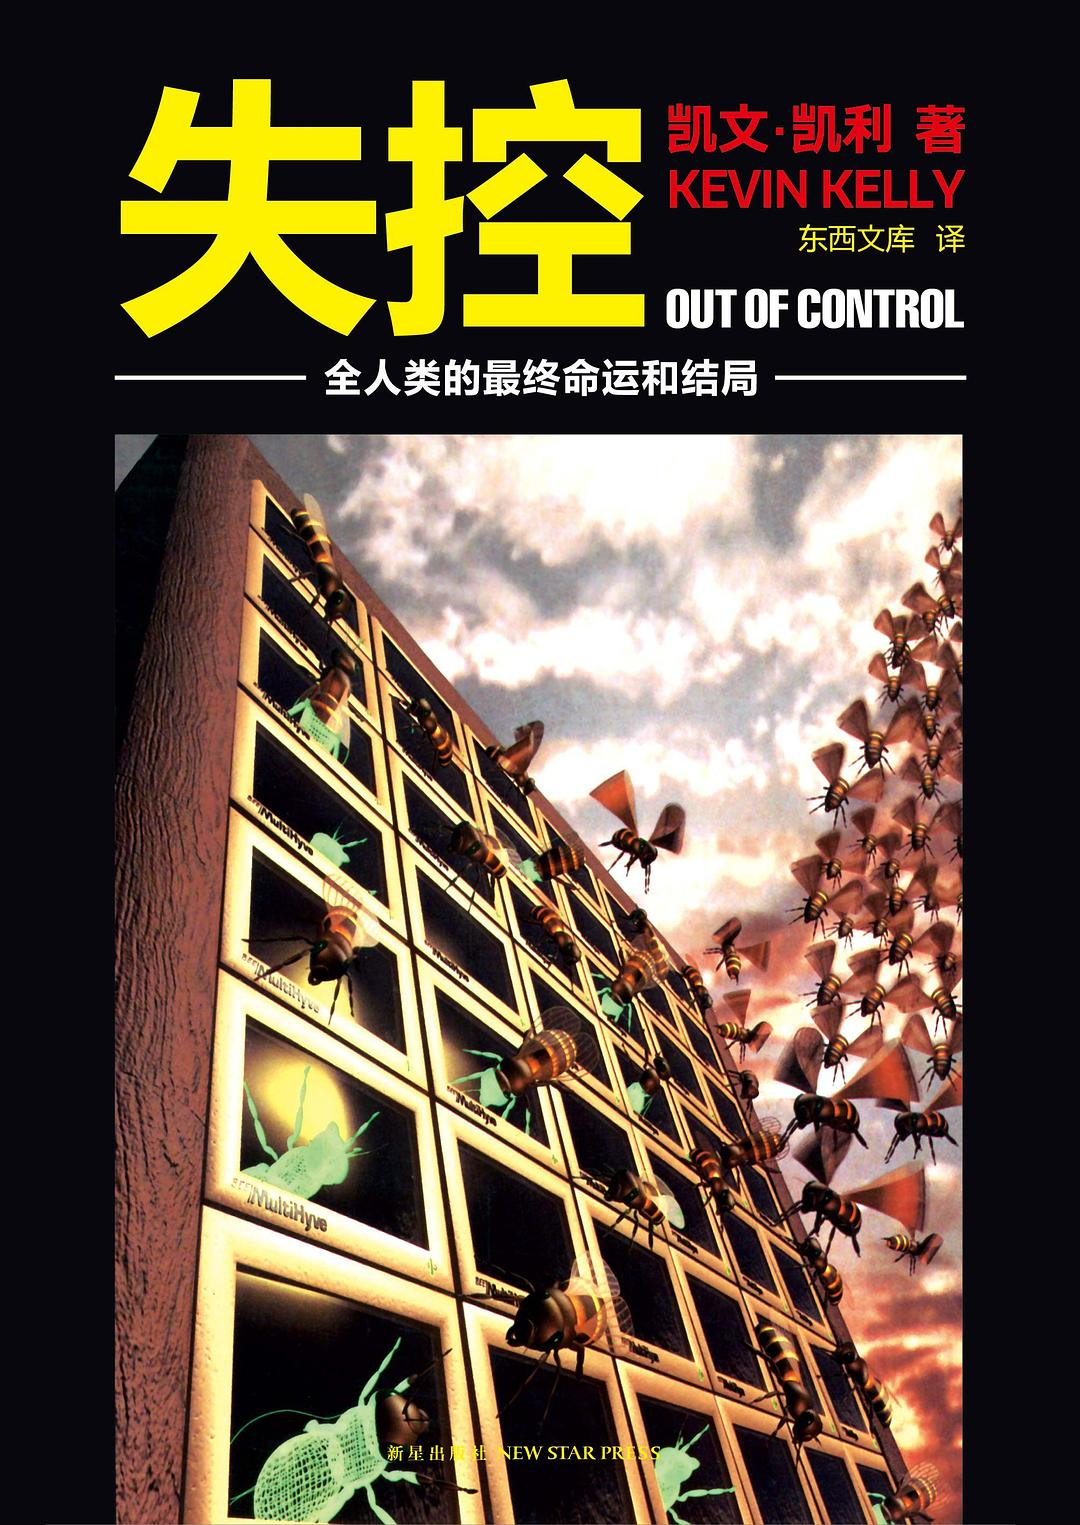 失控
凯文·凯利 著
KEVIN KELLY
东西文库 译
OUT OF CONTROL
全人类的最终命运和结局
MultiHyve
MultiHyve
MultiHyve
新星出版社 NEW STAR PRESS